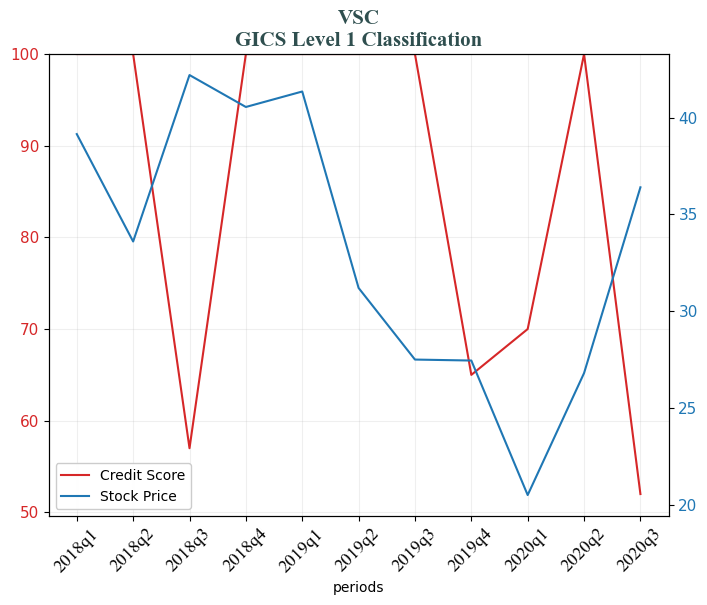 VSC
GICS Level 1 Classification
100
90
80
70
60
50
40
35
30
25
20
Credit Score
Stock Price
2018q1
2018q2
2018q3
2018q4
2019q1
2019q2
2019q3
2019q4
2020q1
2020q2
2020q3
periods